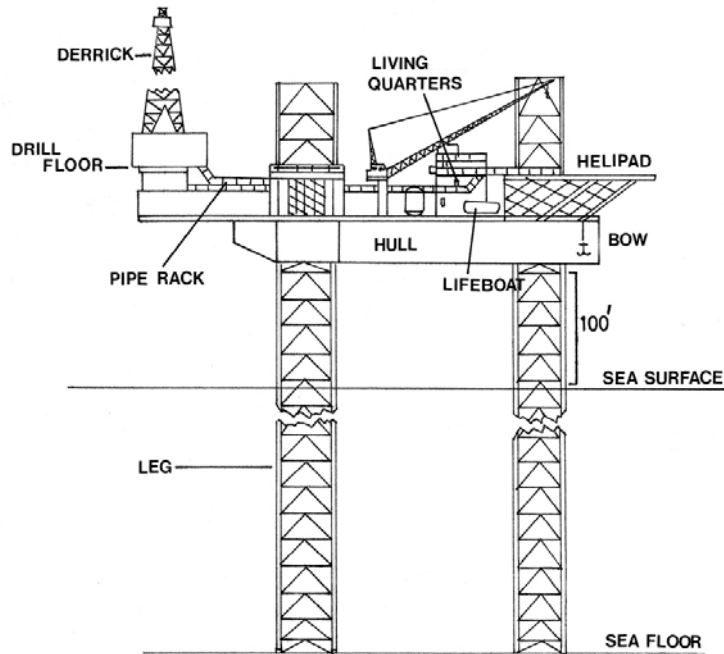 DERRICK
LIVING
QUARTERS
DRILL
FLOOR
HELIPAD
HULL
BOW
PIPE RACK
LIFEBOAT
100'
SEA SURFACE
LEG
SEA FLOOR